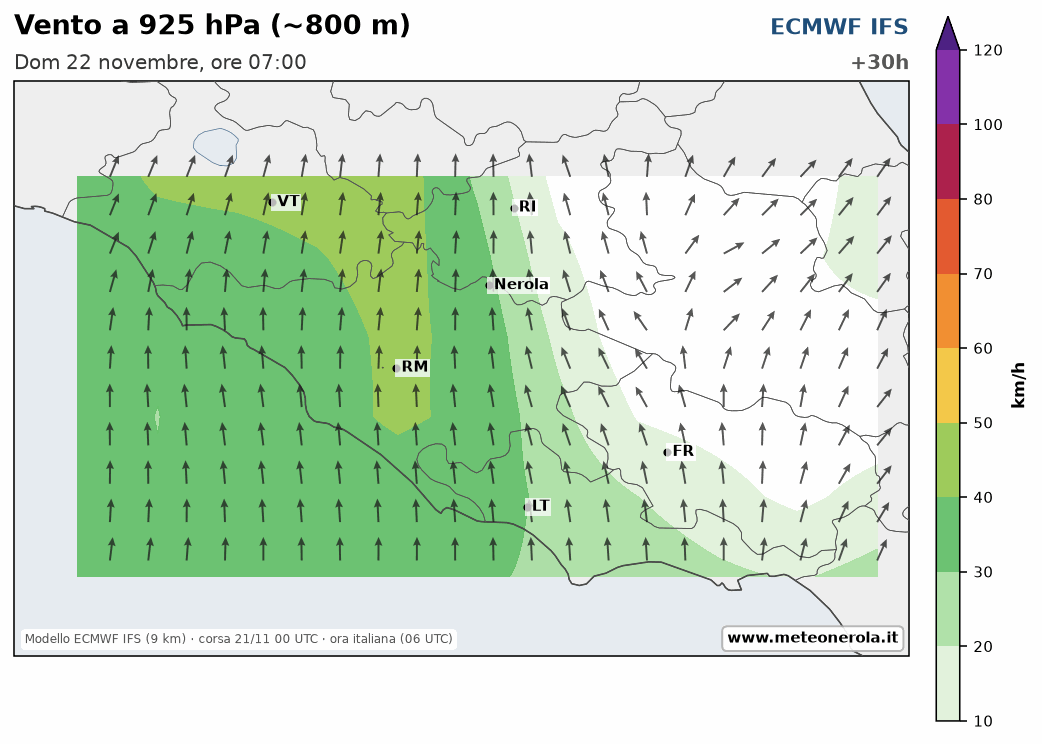 Vento a 925 hPa (~800 m)
ECMWF IFS
Dom 22 novembre, ore 07:00
+30h
VT
RI
Nerola
RM
FR
LT
120
100
80
70
60
50
40
30
20
10
km/h
Modello ECMWF IFS (9 km) · corsa 21/11 00 UTC · ora italiana (06 UTC)
www.meteonerola.it